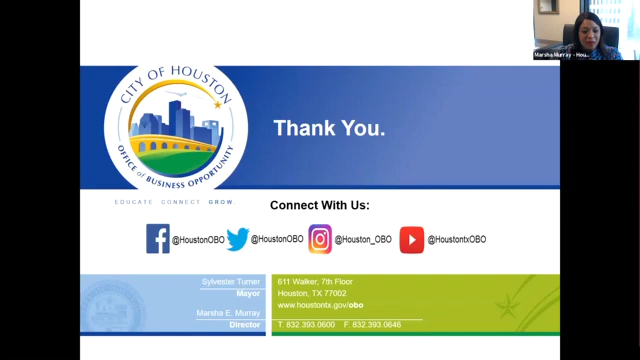 Marsha Murray - Hou...
CITY OF HOUSTON
OFFICE of BUSINESS OPPORTUNITY
EDUCATE CONNECT GROW.
Thank You.
Connect With Us:
@HoustonOBO
@HoustonOBO
@Houston_OBO
@HoustontxOBO
Sylvester Turner
Mayor
Marsha E. Murray
Director
611 Walker, 7th Floor
Houston, TX 77002
www.houstontx.gov/obo
T. 832.393.0600 F. 832.393.0646